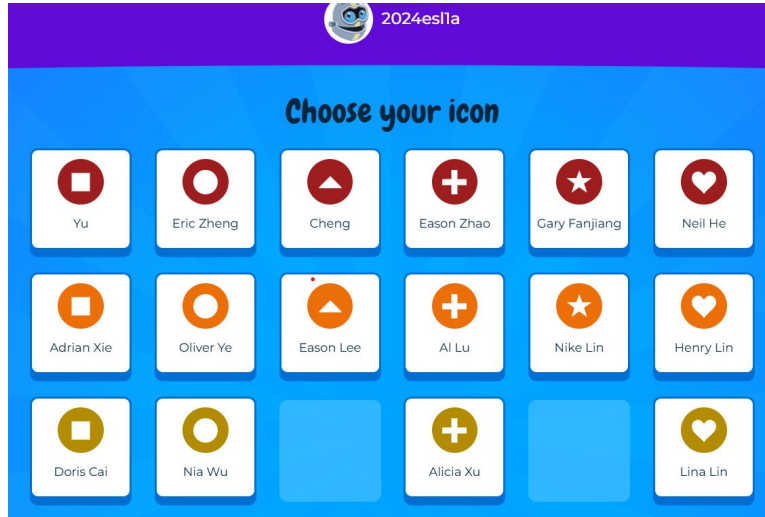 2024esl1a
Choose your icon
Yu
Eric Zheng
Cheng
Eason Zhao
Gary Fanjiang
Neil He
Adrian Xie
Oliver Ye
Eason Lee
Al Lu
Nike Lin
Henry Lin
Doris Cai
Nia Wu
Alicia Xu
Lina Lin